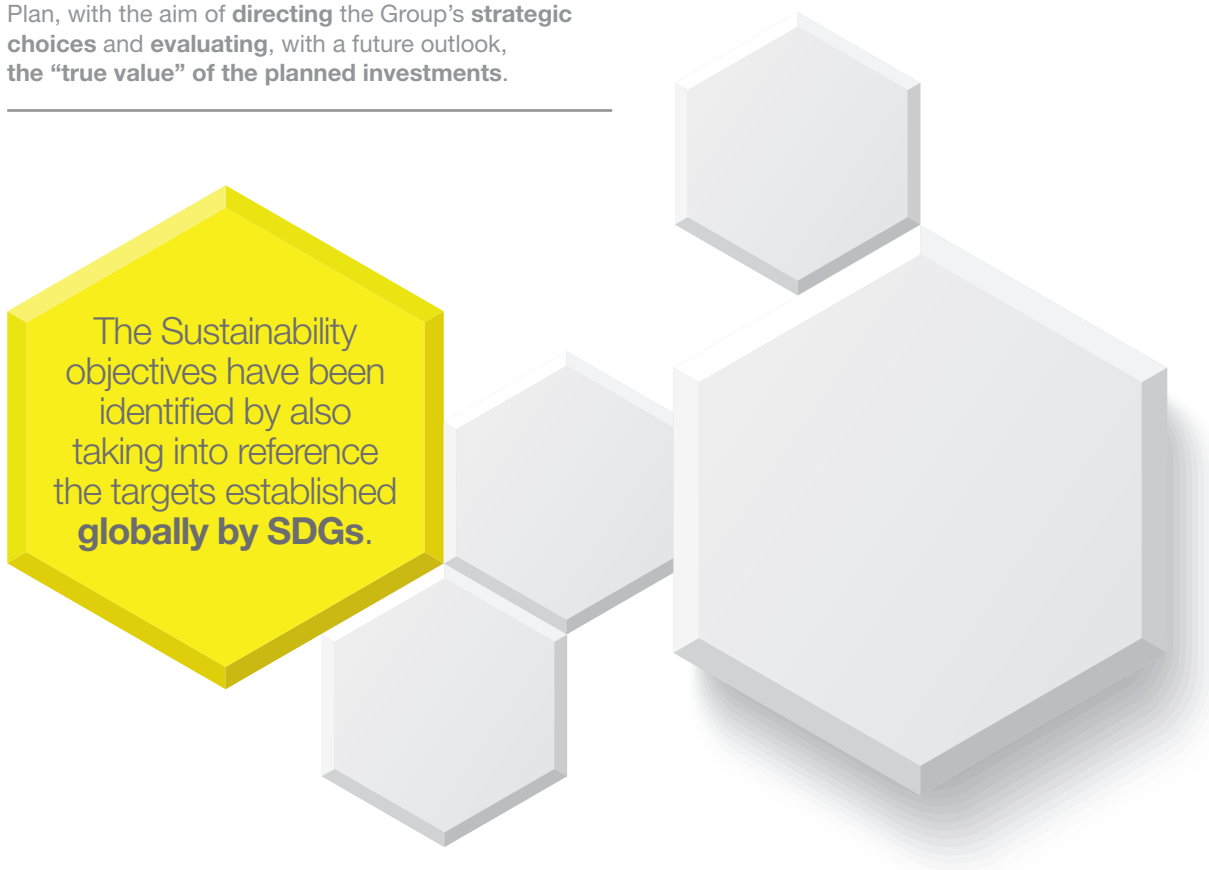 Plan, with the aim of directing the Group's strategic
choices and evaluating, with a future outlook,
the “true value” of the planned investments.
The Sustainability
objectives have been
identified by also
taking into reference
the targets established
globally by SDGs.